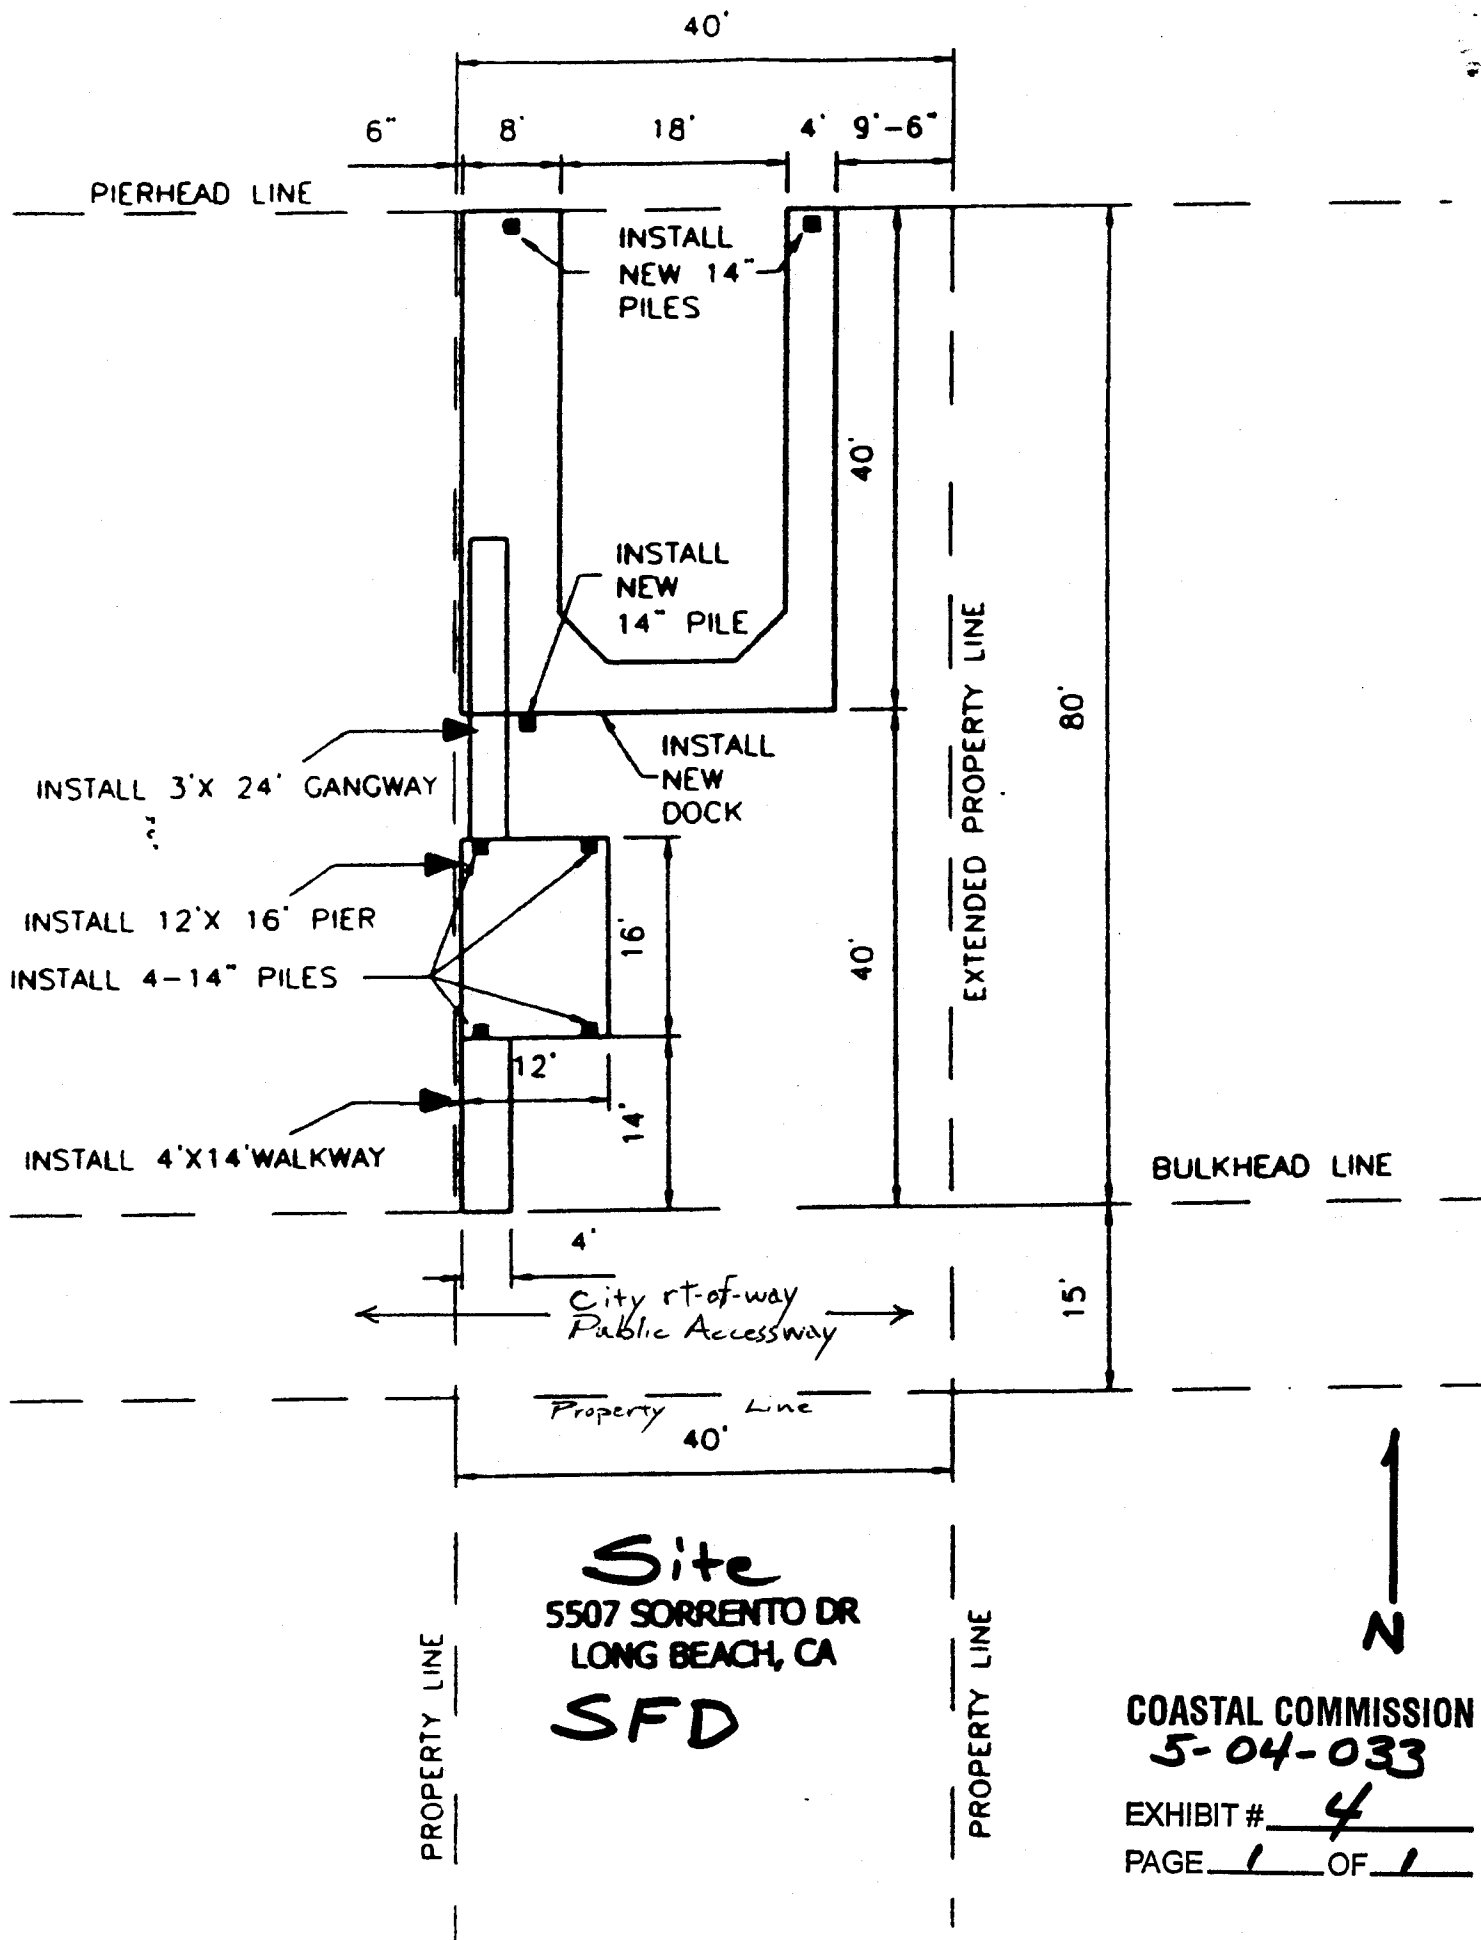 40'
6" 8' 18' 4' 9'-6"
PIERHEAD LINE
INSTALL
NEW 14"
PILES
40'
INSTALL
NEW
14" PILE
EXTENDED PROPERTY LINE
80'
INSTALL
NEW
DOCK
INSTALL 3'X 24' GANGWAY
INSTALL 12'X 16' PIER
16'
40'
INSTALL 4-14" PILES
12'
14'
INSTALL 4'X14'WALKWAY
BULKHEAD LINE
4'
City rt-of-way
Public Accessway
15'
Property Line
40'
Site
5507 SORRENTO DR
LONG BEACH, CA
SFD
PROPERTY LINE
PROPERTY LINE
N
COASTAL COMMISSION
5-04-033
EXHIBIT # 4
PAGE 1 OF 1